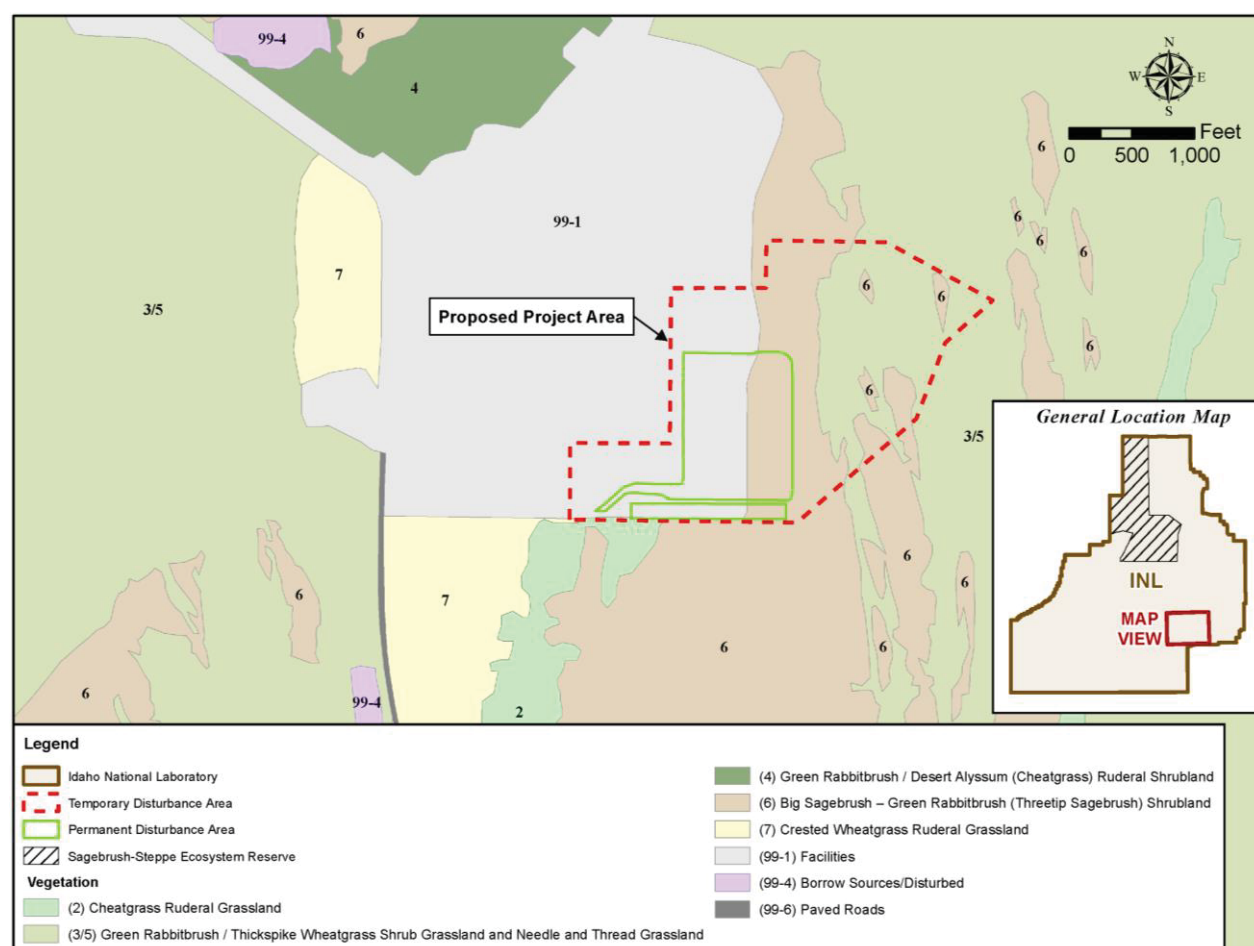 99-4
6
4
N
W E
S
Feet
0 500 1,000
6
99-1
6
6
6
6
7
6
6
3/5
Proposed Project Area
6
6
3/5
General Location Map
INL
MAP
VIEW
6
6
6
7
6
6
6
99-4
2
Legend
Idaho National Laboratory
Temporary Disturbance Area
Permanent Disturbance Area
Sagebrush-Steppe Ecosystem Reserve
Vegetation
(2) Cheatgrass Ruderal Grassland
(3/5) Green Rabbitbrush / Thickspike Wheatgrass Shrub Grassland and Needle and Thread Grassland
(4) Green Rabbitbrush / Desert Alyssum (Cheatgrass) Ruderal Shrubland
(6) Big Sagebrush – Green Rabbitbrush (Threetip Sagebrush) Shrubland
(7) Crested Wheatgrass Ruderal Grassland
(99-1) Facilities
(99-4) Borrow Sources/Disturbed
(99-6) Paved Roads